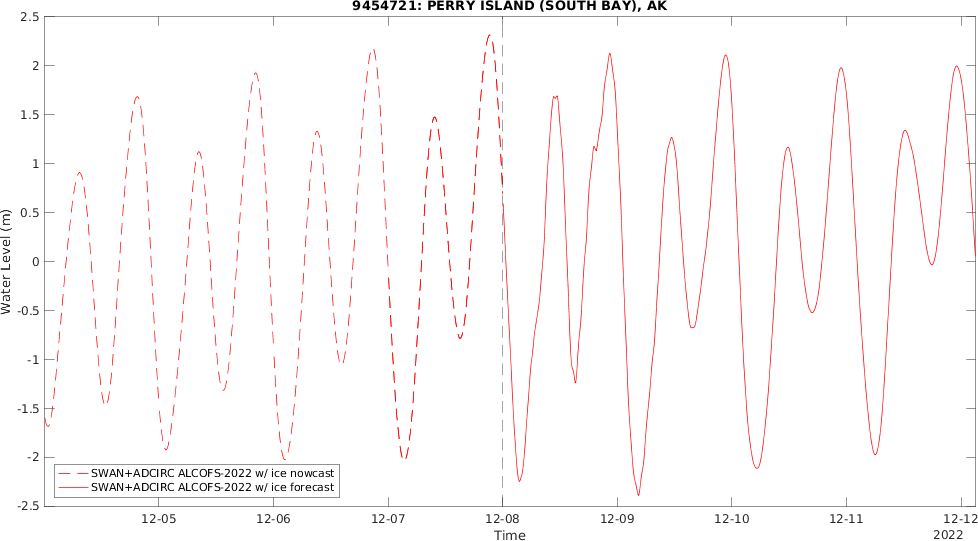 9454721: PERRY ISLAND (SOUTH BAY), AK
2.5
2
1.5
1
0.5
0
-0.5
-1
-1.5
-2
-2.5
Water Level (m)
SWAN+ADCIRC ALCOFS-2022 w/ ice nowcast
SWAN+ADCIRC ALCOFS-2022 w/ ice forecast
12-05 12-06 12-07 12-08 12-09 12-10 12-11 12-12
Time
2022